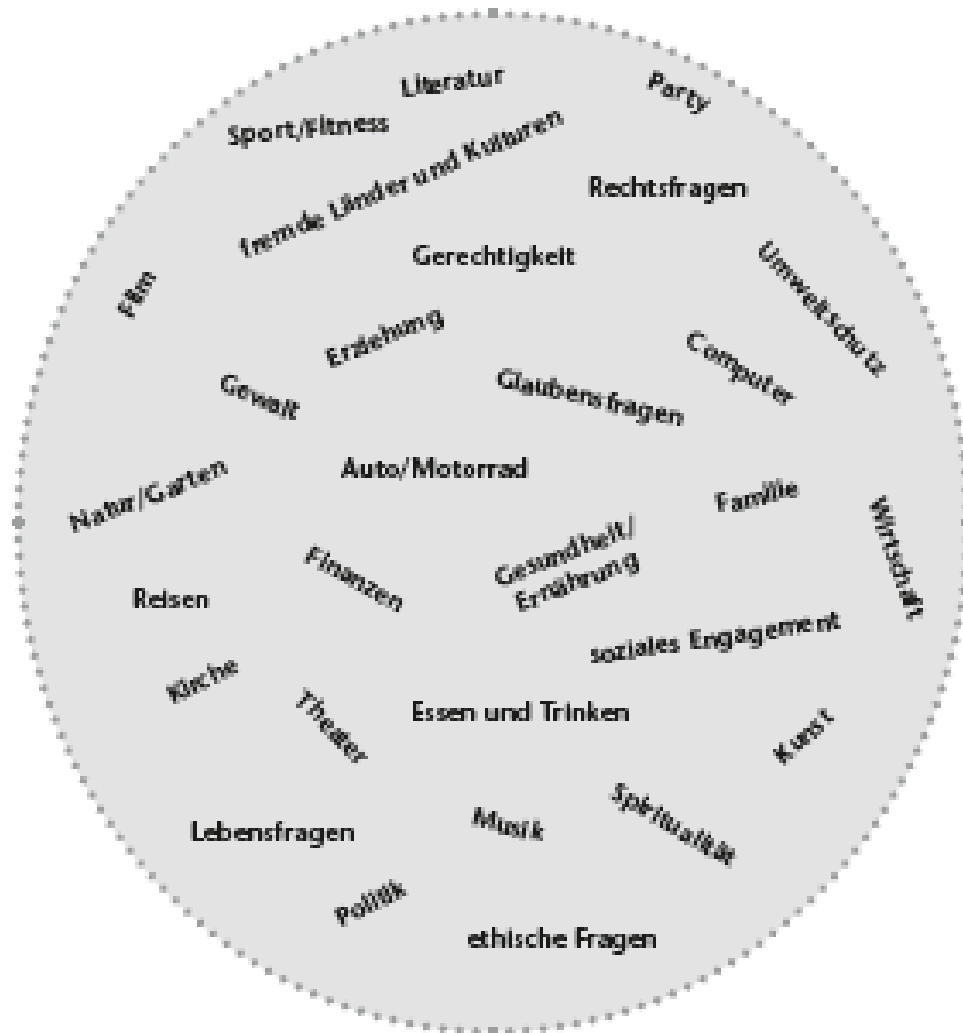 Literatur
Party
Sport/Fitness
fremde Länder und Kulturen
Rechtsfragen
Gerechtigkeit
Umweltschutz
Film
Erziehung
Computer
Gewalt
Glaubensfragen
Auto/Motorrad
Natur/Garten
Familie
Wirtschaft
Gesundheit/
Ernährung
Finanzen
Reisen
soziales Engagement
Kirche
Theater
Essen und Trinken
Kunst
Lebensfragen
Musik
Spiritualität
Politik
ethische Fragen